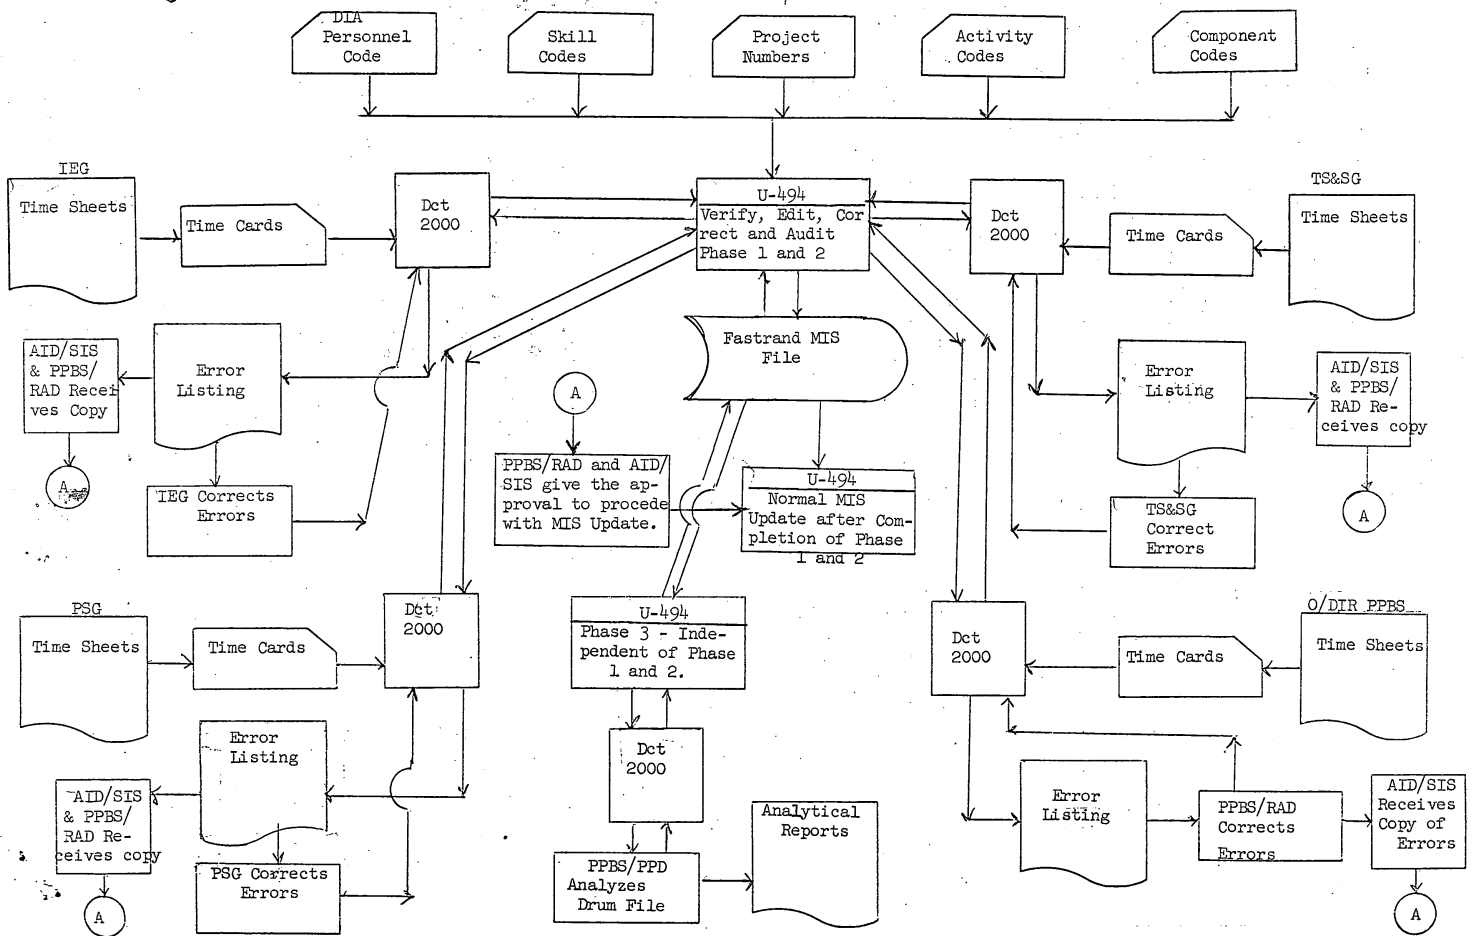 DIA
Personnel
Code
Skill
Codes
Project
Numbers
Activity
Codes
Component
Codes
IEG
Time Sheets
Time Cards
Dct
2000
U-494
Verify, Edit, Cor
rect and Audit
Phase 1 and 2
Dct
2000
Time Cards
TS&SG
Time Sheets
AID/SIS
& PPBS/
RAD Recei
ves Copy
Error
Listing
A
IEG Corrects
Errors
Fastrand MIS
File
A
PPBS/RAD and AID/
SIS give the ap-
proval to procede
with MIS Update.
U-494
Normal MIS
Update after Com-
pletion of Phase
1 and 2
Error
Listing
AID/SIS
& PPBS/
RAD Re-
ceives copy
A
TS&SG
Correct
Errors
PSG
Time Sheets
Time Cards
Dct
2000
U-494
Phase 3 - Inde-
pendent of Phase
1 and 2.
Dct
2000
Time Cards
O/DIR PPBS
Time Sheets
Error
Listing
AID/SIS
& PPBS/
RAD Re-
ceives copy
A
PSG Corrects
Errors
Dct
2000
PPBS/PPD
Analyzes
Drum File
Analytical
Reports
Error
Listing
PPBS/RAD
Corrects
Errors
AID/SIS
Receives
Copy of
Errors
A